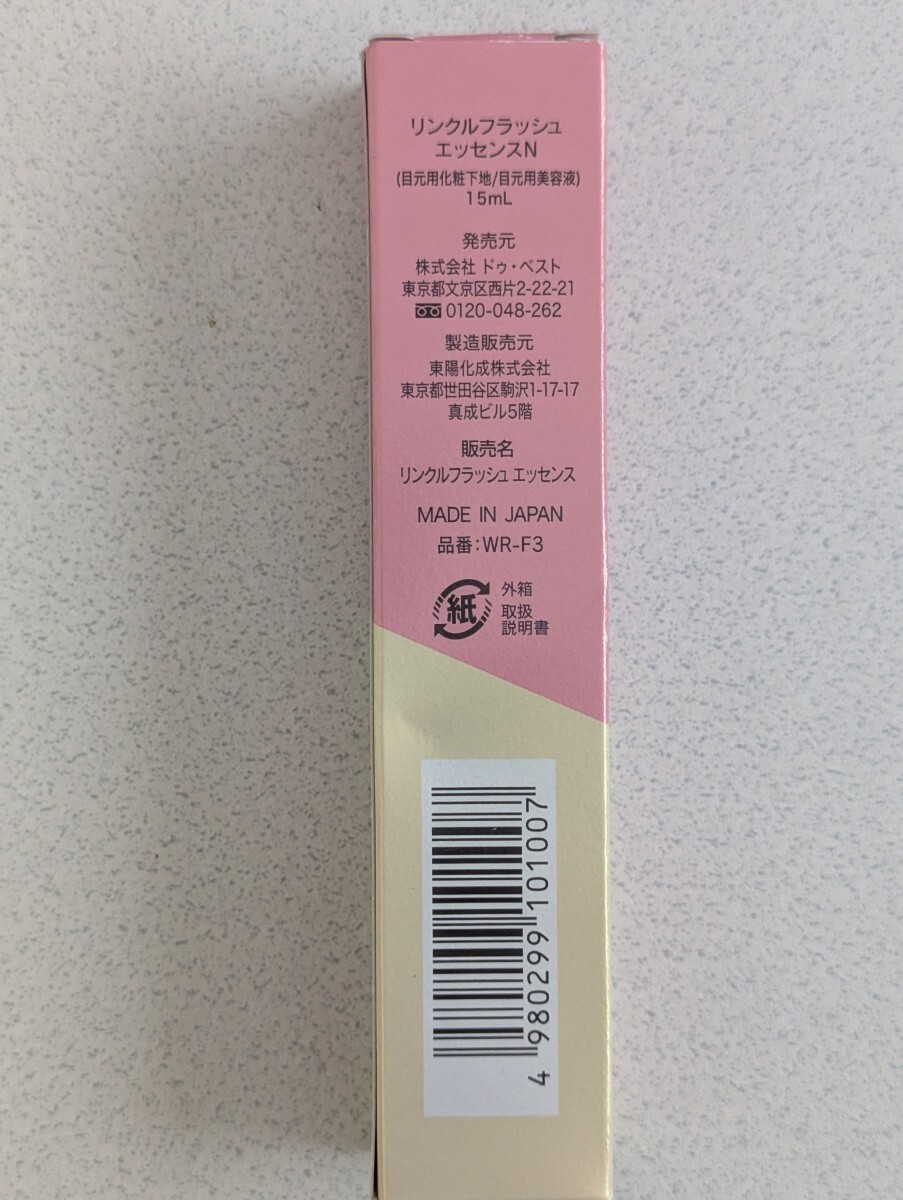 リンクルフラッシュ
エッセンスN
(目元用化粧下地/目元用美容液)
15mL
発売元
株式会社 ドゥ・ベスト
東京都文京区西片2-22-21
0120-048-262
製造販売元
東陽化成株式会社
東京都世田谷区駒沢1-17-17
真成ビル5階
販売名
リンクルフラッシュ エッセンス
MADE IN JAPAN
品番:WR-F3
紙
外箱
取扱
説明書
4 980299 101007